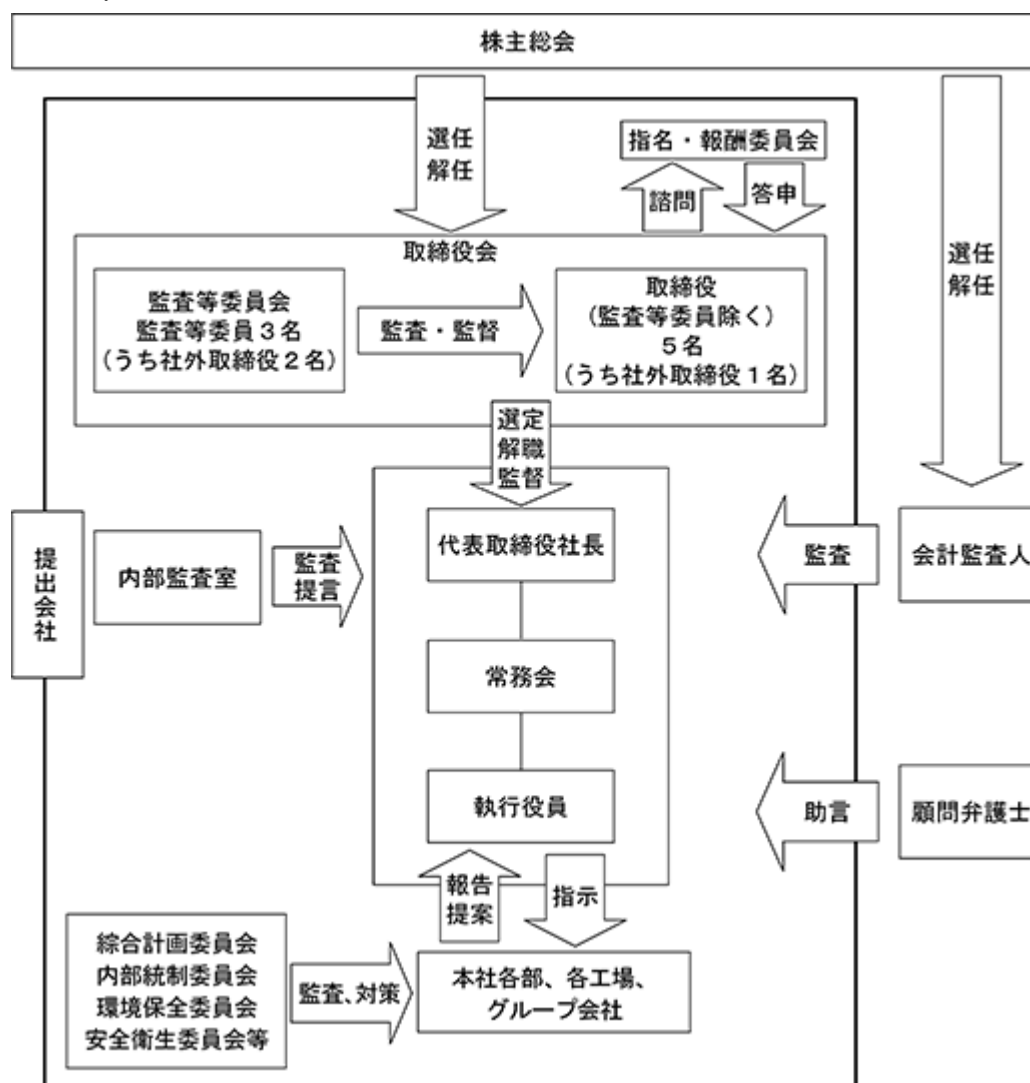 株主総会
選任
解任
指名・報酬委員会
諮問
答申
選任
解任
取締役会
監査等委員会
監査等委員３名
(うち社外取締役２名)
監査・監督
取締役
(監査等委員除く)
５名
(うち社外取締役１名)
選定
解職
監督
提出会社
内部監査室
監査
提言
代表取締役社長
監査
会計監査人
常務会
執行役員
助言
顧問弁護士
報告
提案
指示
綜合計画委員会
内部統制委員会
環境保全委員会
安全衛生委員会等
監査、対策
本社各部、各工場、
グループ会社